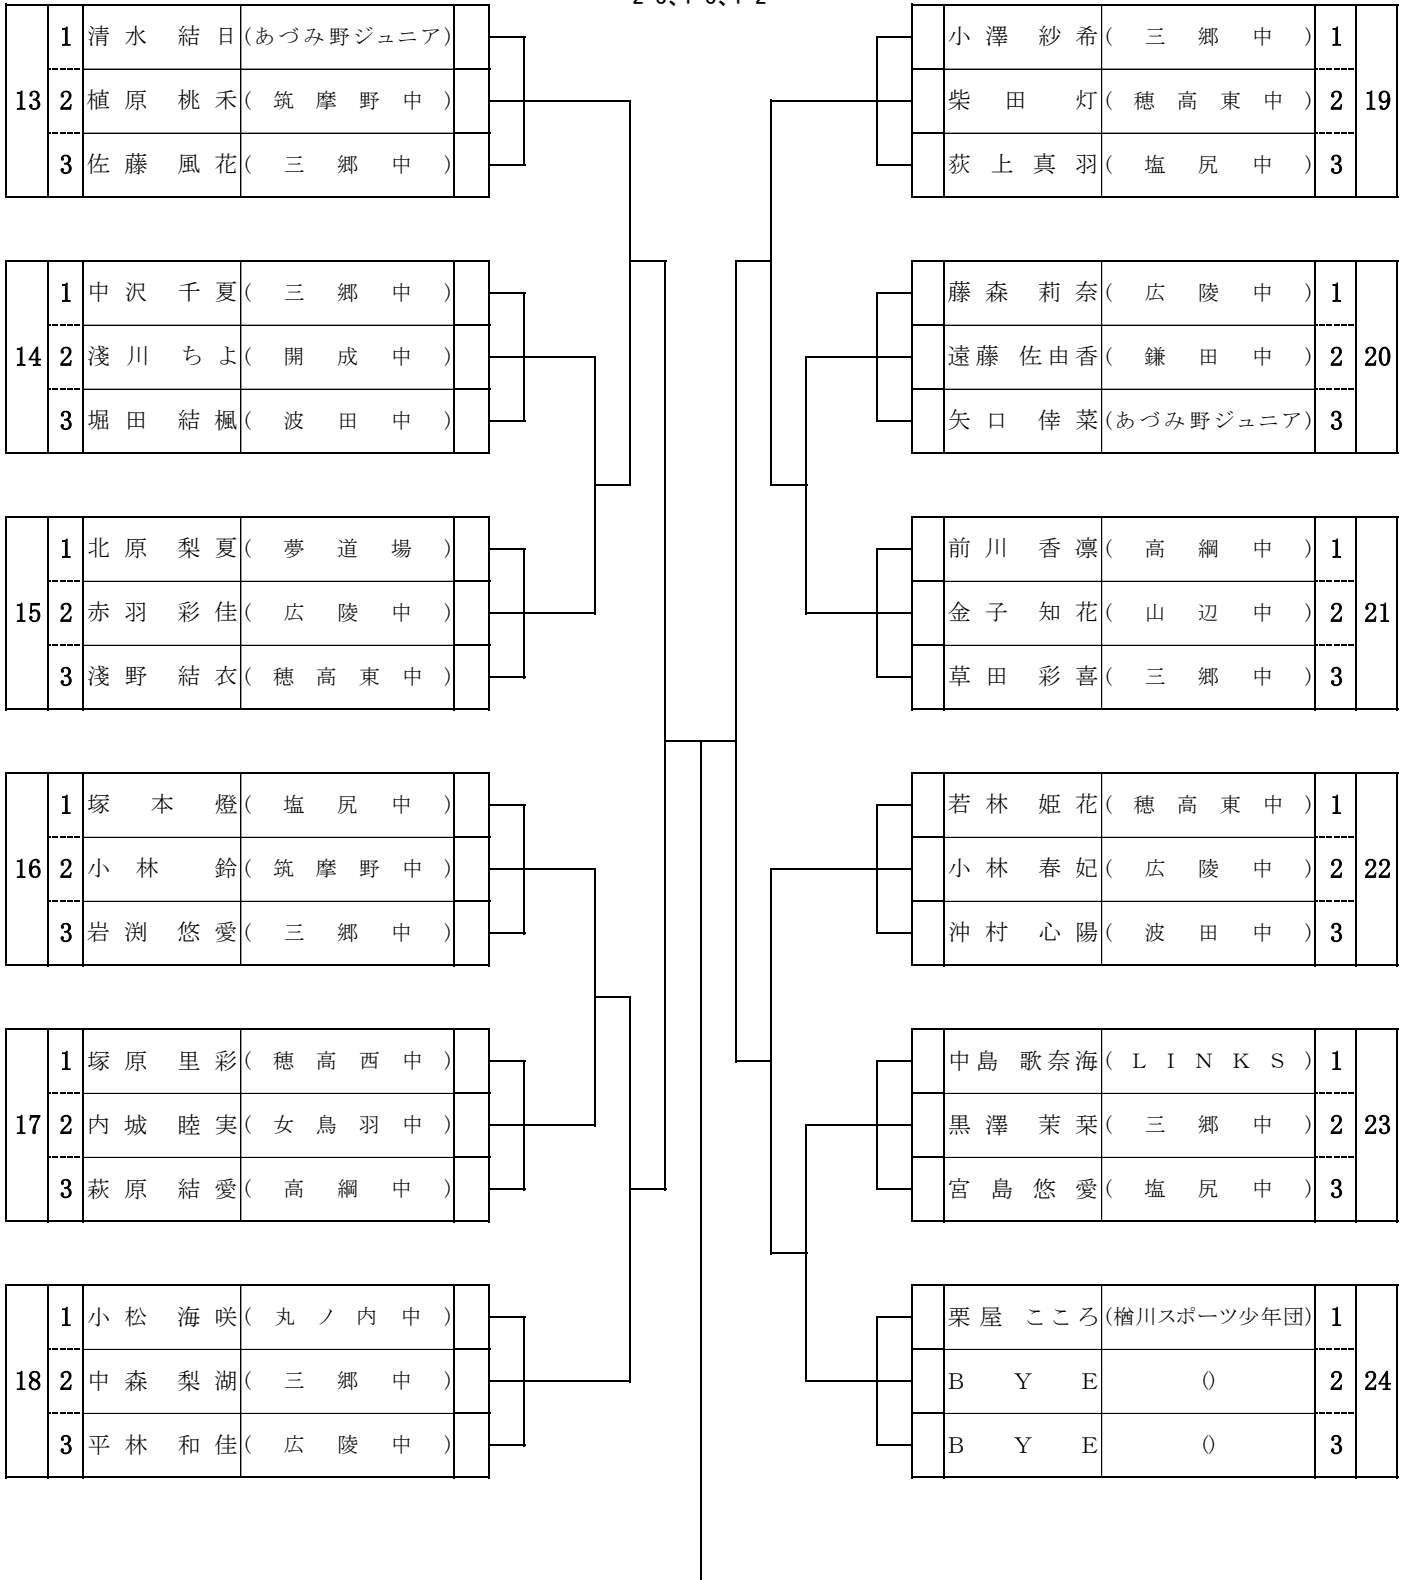 2-3、1-3、1-2
13
1 清水 結日 (あづみ野ジュニア)
2 植原 桃禾 (筑摩野中)
3 佐藤 風花 (三郷中)
14
1 中沢 千夏 (三郷中)
2 淺川 ちよ (開成中)
3 堀田 結楓 (波田中)
15
1 北原 梨夏 (夢道場)
2 赤羽 彩佳 (広陵中)
3 淺野 結衣 (穂高東中)
16
1 塚本 燈 (塩尻中)
2 小林 鈴 (筑摩野中)
3 岩渕 悠愛 (三郷中)
17
1 塚原 里彩 (穂高西中)
2 内城 睦実 (女鳥羽中)
3 萩原 結愛 (高綱中)
18
1 小松 海咲 (丸ノ内中)
2 中森 梨湖 (三郷中)
3 平林 和佳 (広陵中)
小澤 紗希 (三郷中) 1
柴田 灯 (穂高東中) 2
荻上 真羽 (塩尻中) 3
19
藤森 莉奈 (広陵中) 1
遠藤 佐由香 (鎌田中) 2
矢口 倖菜 (あづみ野ジュニア) 3
20
前川 香凛 (高綱中) 1
金子 知花 (山辺中) 2
草田 彩喜 (三郷中) 3
21
若林 姫花 (穂高東中) 1
小林 春妃 (広陵中) 2
沖村 心陽 (波田中) 3
22
中島 歌奈海 (LINKS) 1
黒澤 茉栞 (三郷中) 2
宮島 悠愛 (塩尻中) 3
23
栗屋 こころ (楢川スポーツ少年団) 1
BYE () 2
BYE () 3
24